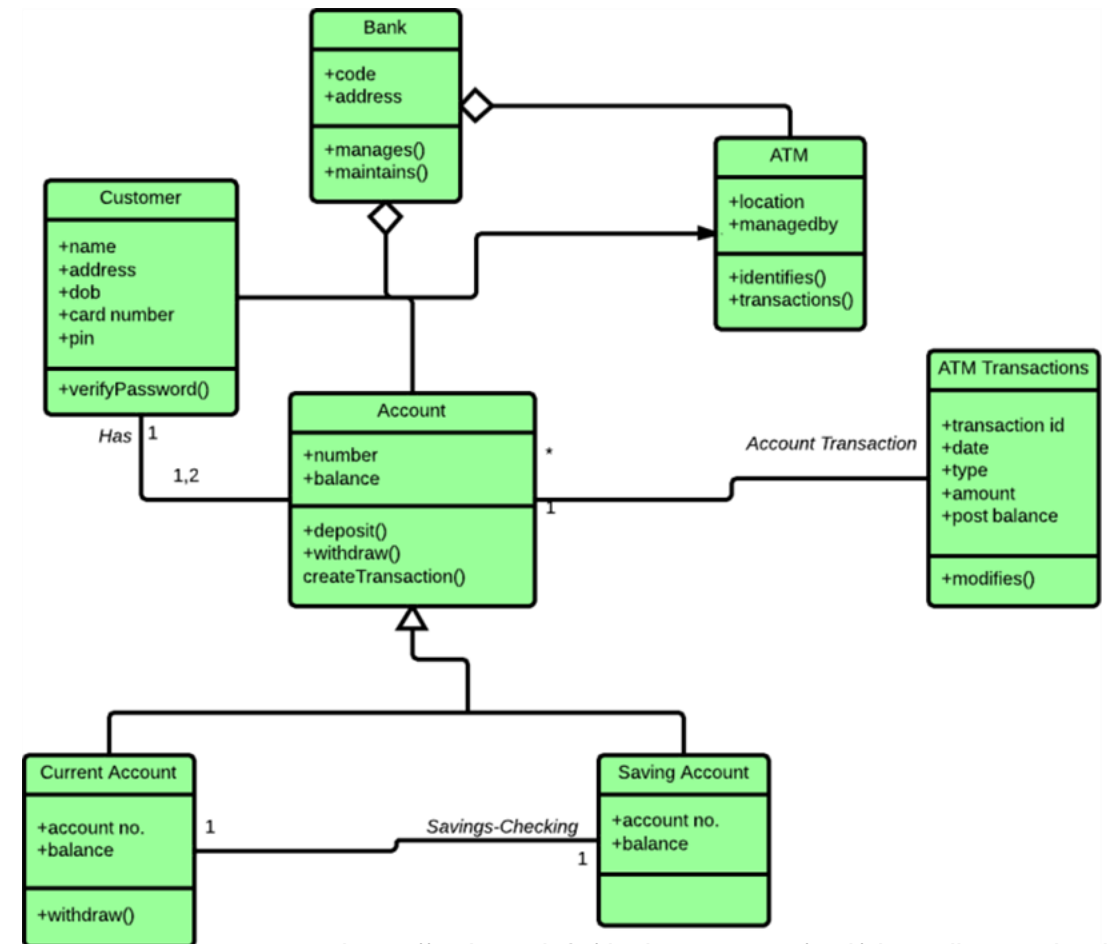 Bank
+code
+address
+manages()
+maintains()
ATM
+location
+managedby
+identifies()
+transactions()
Customer
+name
+address
+dob
+card number
+pin
+verifyPassword()
Has
1
1,2
Account
+number
+balance
+deposit()
+withdraw()
createTransaction()
*
1
Account Transaction
ATM Transactions
+transaction id
+date
+type
+amount
+post balance
+modifies()
Current Account
+account no.
+balance
+withdraw()
1
Savings-Checking
1
Saving Account
+account no.
+balance